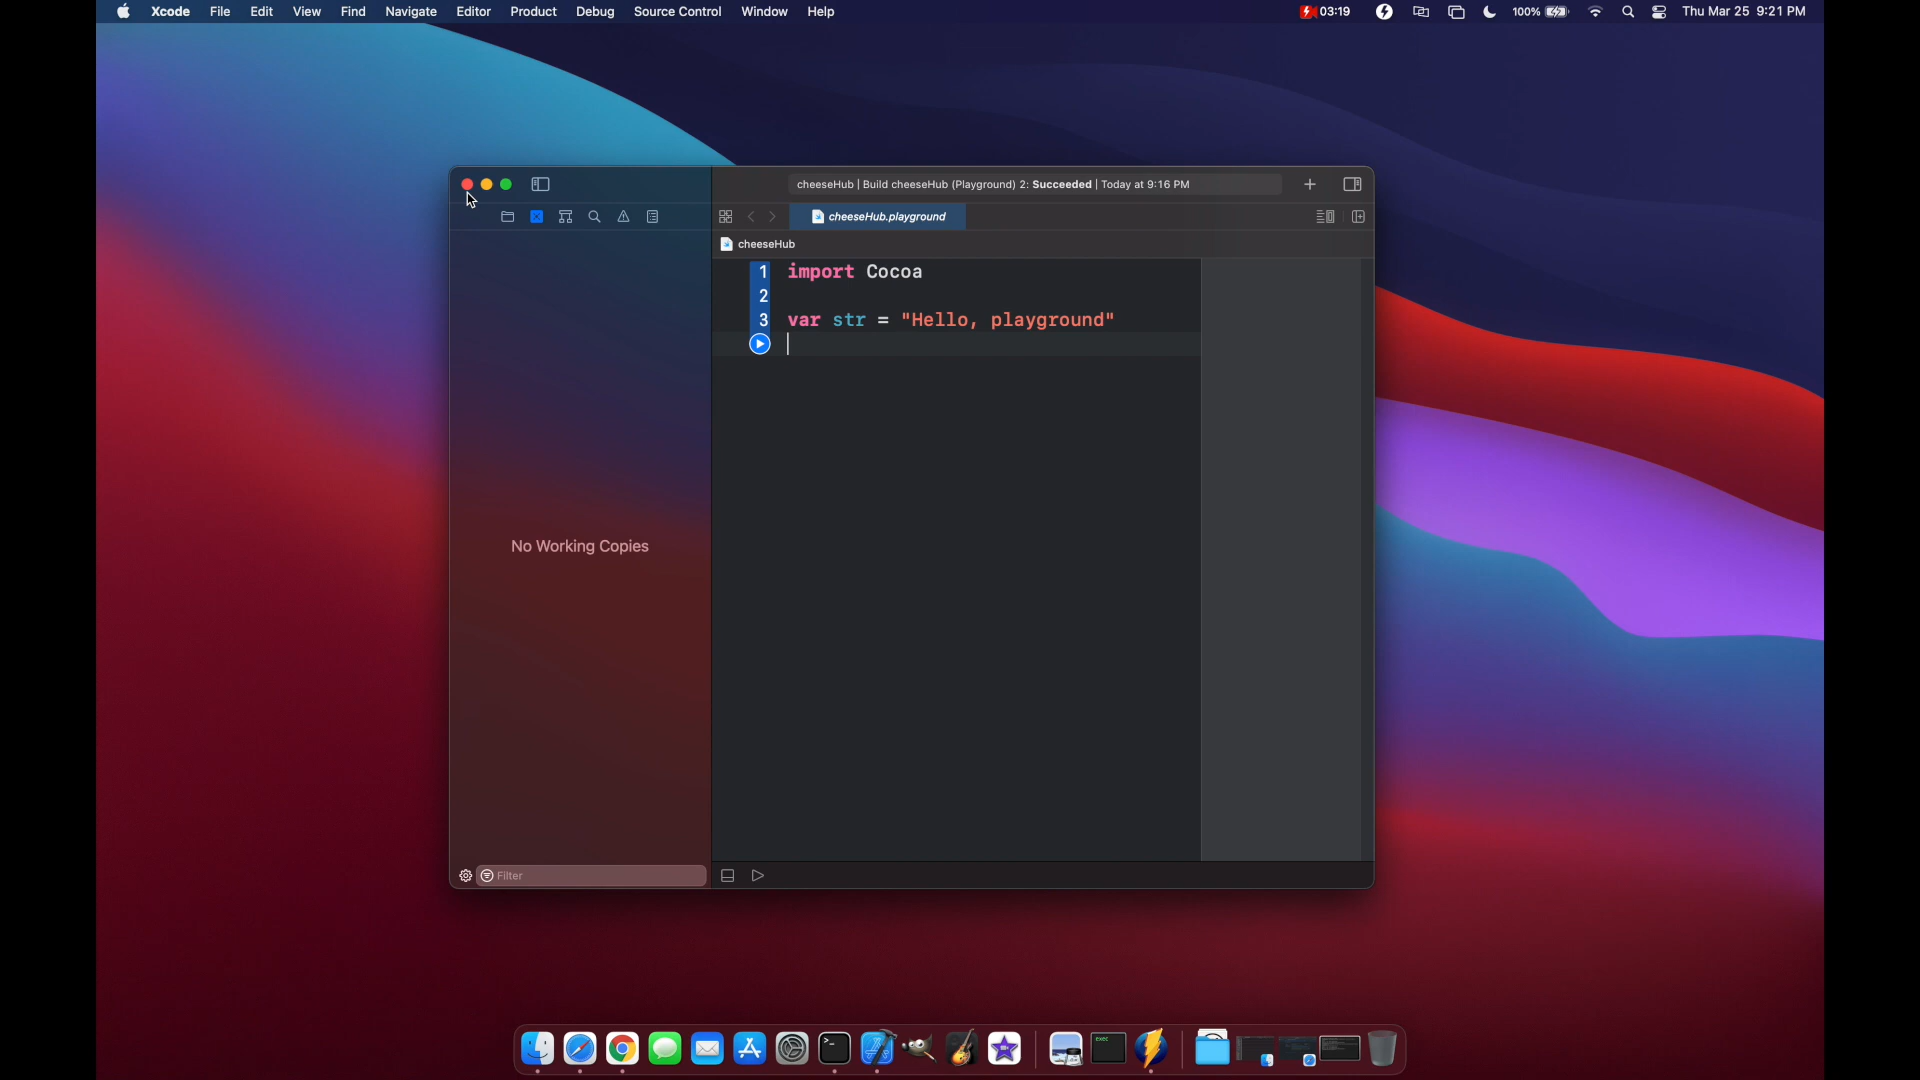 Xcode File Edit View Find Navigate Editor Product Debug Source Control Window Help 03:19 100% Thu Mar 25 9:21 PM
cheeseHub | Build cheeseHub (Playground) 2: Succeeded | Today at 9:16 PM
cheeseHub.playground
cheeseHub
1 import Cocoa
2
3 var str = "Hello, playground"
No Working Copies
Filter
exec